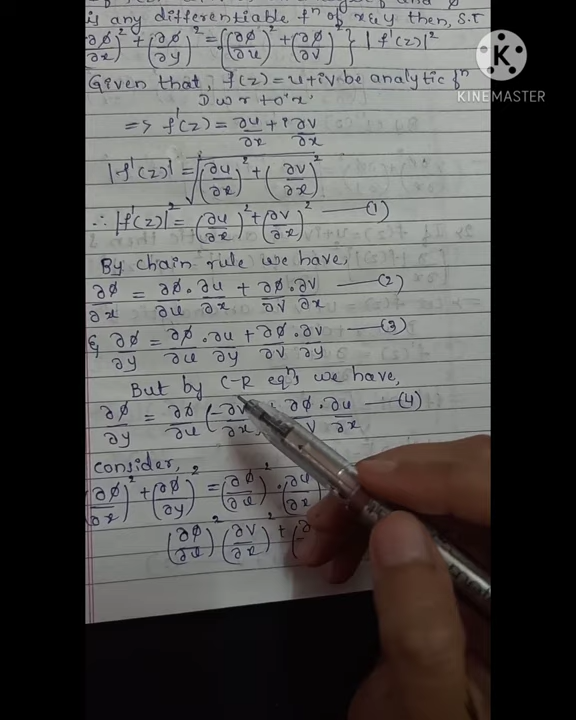 is any differentiable fⁿ of x & y then, S.T
(∂ø/∂x)² + (∂ø/∂y)² = {(∂ø/∂u)² + (∂ø/∂v)²} |f'(z)|²
Given that, f(z) = u+iv be analytic fⁿ
D w r to 'x'
=> f'(z) = ∂u/∂x + i ∂v/∂x
|f'(z)| = √((∂u/∂x)² + (∂v/∂x)²)
∴ |f'(z)|² = (∂u/∂x)² + (∂v/∂x)² —(1)
By chain rule we have,
∂ø/∂x = ∂ø/∂u · ∂u/∂x + ∂ø/∂v · ∂v/∂x —(2)
& ∂ø/∂y = ∂ø/∂u · ∂u/∂y + ∂ø/∂v · ∂v/∂y —(3)
But by C-R eqⁿs we have,
∂ø/∂y = ∂ø/∂u (-∂v/∂x) + ∂ø/∂v · ∂u/∂x —(4)
consider,
(∂ø/∂x)² + (∂ø/∂y)² = (∂ø/∂u)² · (∂u/∂x)
(∂ø/∂u)² (∂v/∂x)² + (∂
KINEMASTER